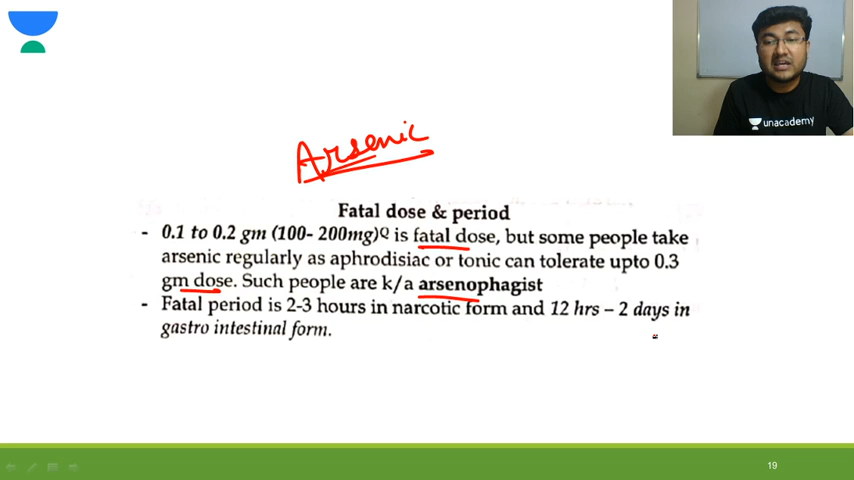 unacademy
Arsenic
Fatal dose & period
- 0.1 to 0.2 gm (100- 200mg)Q is fatal dose, but some people take
arsenic regularly as aphrodisiac or tonic can tolerate upto 0.3
gm dose. Such people are k/a arsenophagist
- Fatal period is 2-3 hours in narcotic form and 12 hrs – 2 days in
gastro intestinal form.
19